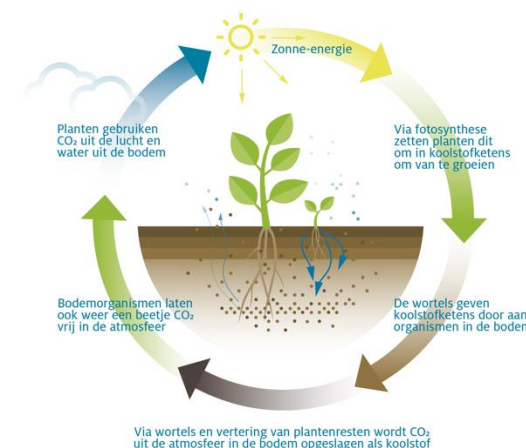 Zonne-energie
Via fotosynthese
zetten planten dit
om in koolstofketens
om van te groeien
De wortels geven
koolstofketens door aan
organismen in de bodem
Via wortels en vertering van plantenresten wordt CO₂
uit de atmosfeer in de bodem opgeslagen als koolstof
Bodemorganismen laten
ook weer een beetje CO₂
vrij in de atmosfeer
Planten gebruiken
CO₂ uit de lucht en
water uit de bodem